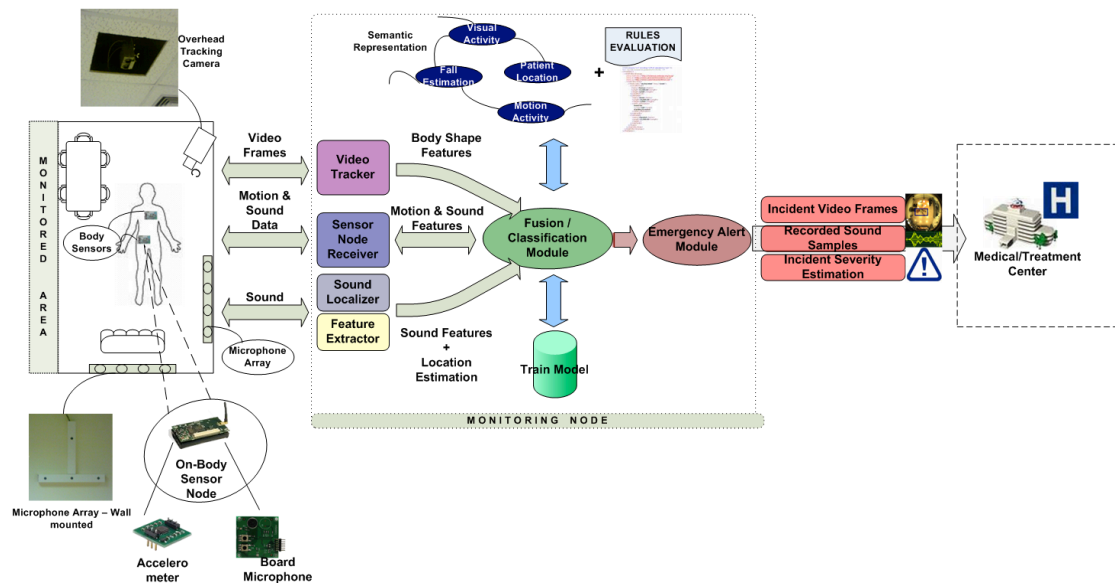 Overhead
Tracking
Camera
MONITORED AREA
Body
Sensors
Microphone
Array
Microphone Array – Wall
mounted
On-Body
Sensor
Node
Accelero
meter
Board
Microphone
Video
Frames
Motion &
Sound
Data
Sound
Semantic
Representation
Visual
Activity
Fall
Estimation
Patient
Location
Motion
Activity
+
RULES
EVALUATION
Video
Tracker
Sensor
Node
Receiver
Sound
Localizer
Feature
Extractor
Body Shape
Features
Motion & Sound
Features
Sound Features
+
Location
Estimation
Fusion /
Classification
Module
Train Model
MONITORING NODE
Emergency Alert
Module
Incident Video Frames
Recorded Sound
Samples
Incident Severity
Estimation
H
Medical/Treatment
Center